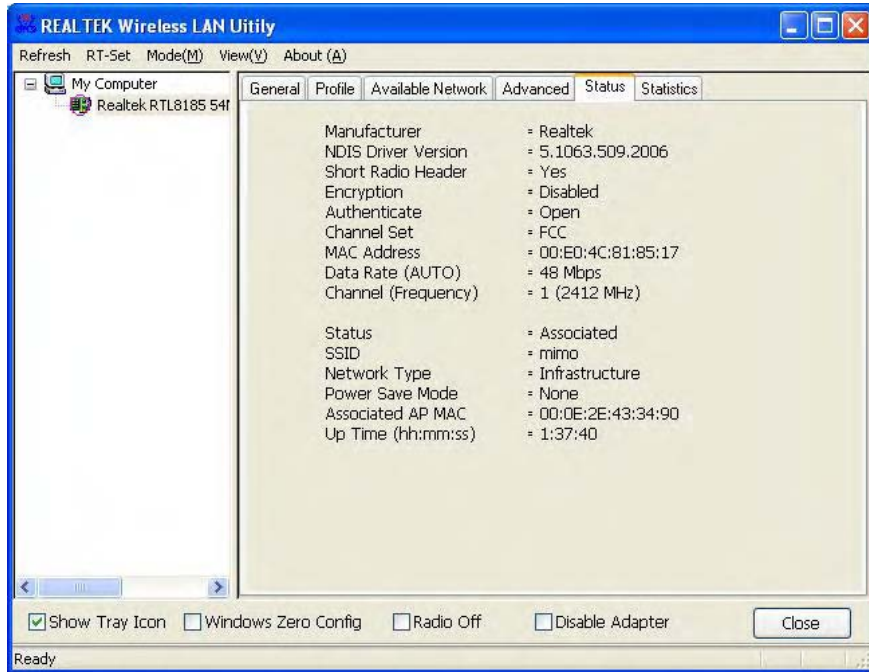 REALTEK Wireless LAN Uitily
Refresh RT-Set Mode(M) View(V) About (A)
My Computer
Realtek RTL8185 54M
General Profile Available Network Advanced Status Statistics
Manufacturer = Realtek
NDIS Driver Version = 5.1063.509.2006
Short Radio Header = Yes
Encryption = Disabled
Authenticate = Open
Channel Set = FCC
MAC Address = 00:E0:4C:81:85:17
Data Rate (AUTO) = 48 Mbps
Channel (Frequency) = 1 (2412 MHz)
Status = Associated
SSID = mimo
Network Type = Infrastructure
Power Save Mode = None
Associated AP MAC = 00:0E:2E:43:34:90
Up Time (hh:mm:ss) = 1:37:40
Show Tray Icon Windows Zero Config Radio Off Disable Adapter Close
Ready